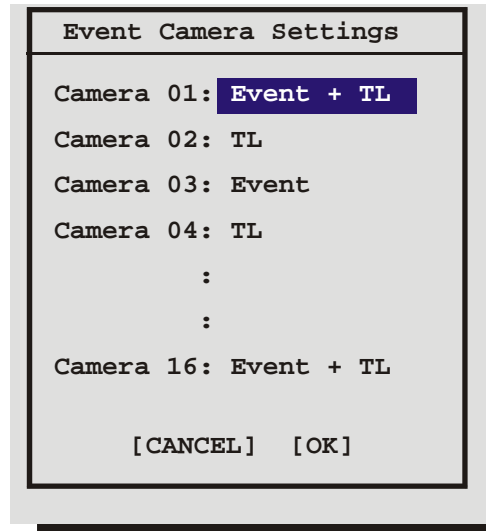 Event Camera Settings
Camera 01: Event + TL
Camera 02: TL
Camera 03: Event
Camera 04: TL
:
:
Camera 16: Event + TL
[CANCEL] [OK]